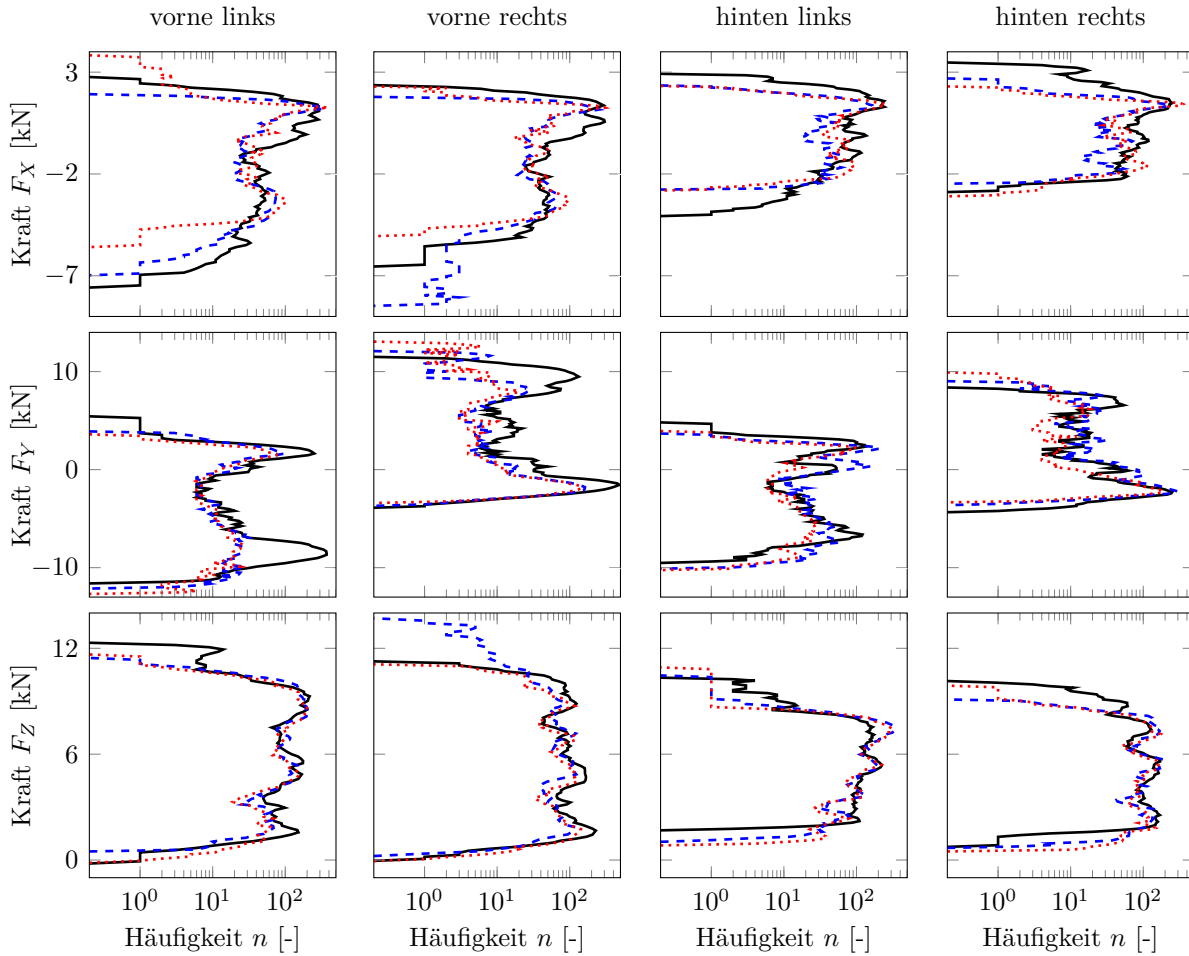 vorne links vorne rechts hinten links hinten rechts
Kraft F_X [kN]
3
−2
−7
Kraft F_Y [kN]
10
0
−10
Kraft F_Z [kN]
12
6
0
10^0 10^1 10^2 10^0 10^1 10^2 10^0 10^1 10^2 10^0 10^1 10^2
Häufigkeit n [-] Häufigkeit n [-] Häufigkeit n [-] Häufigkeit n [-]